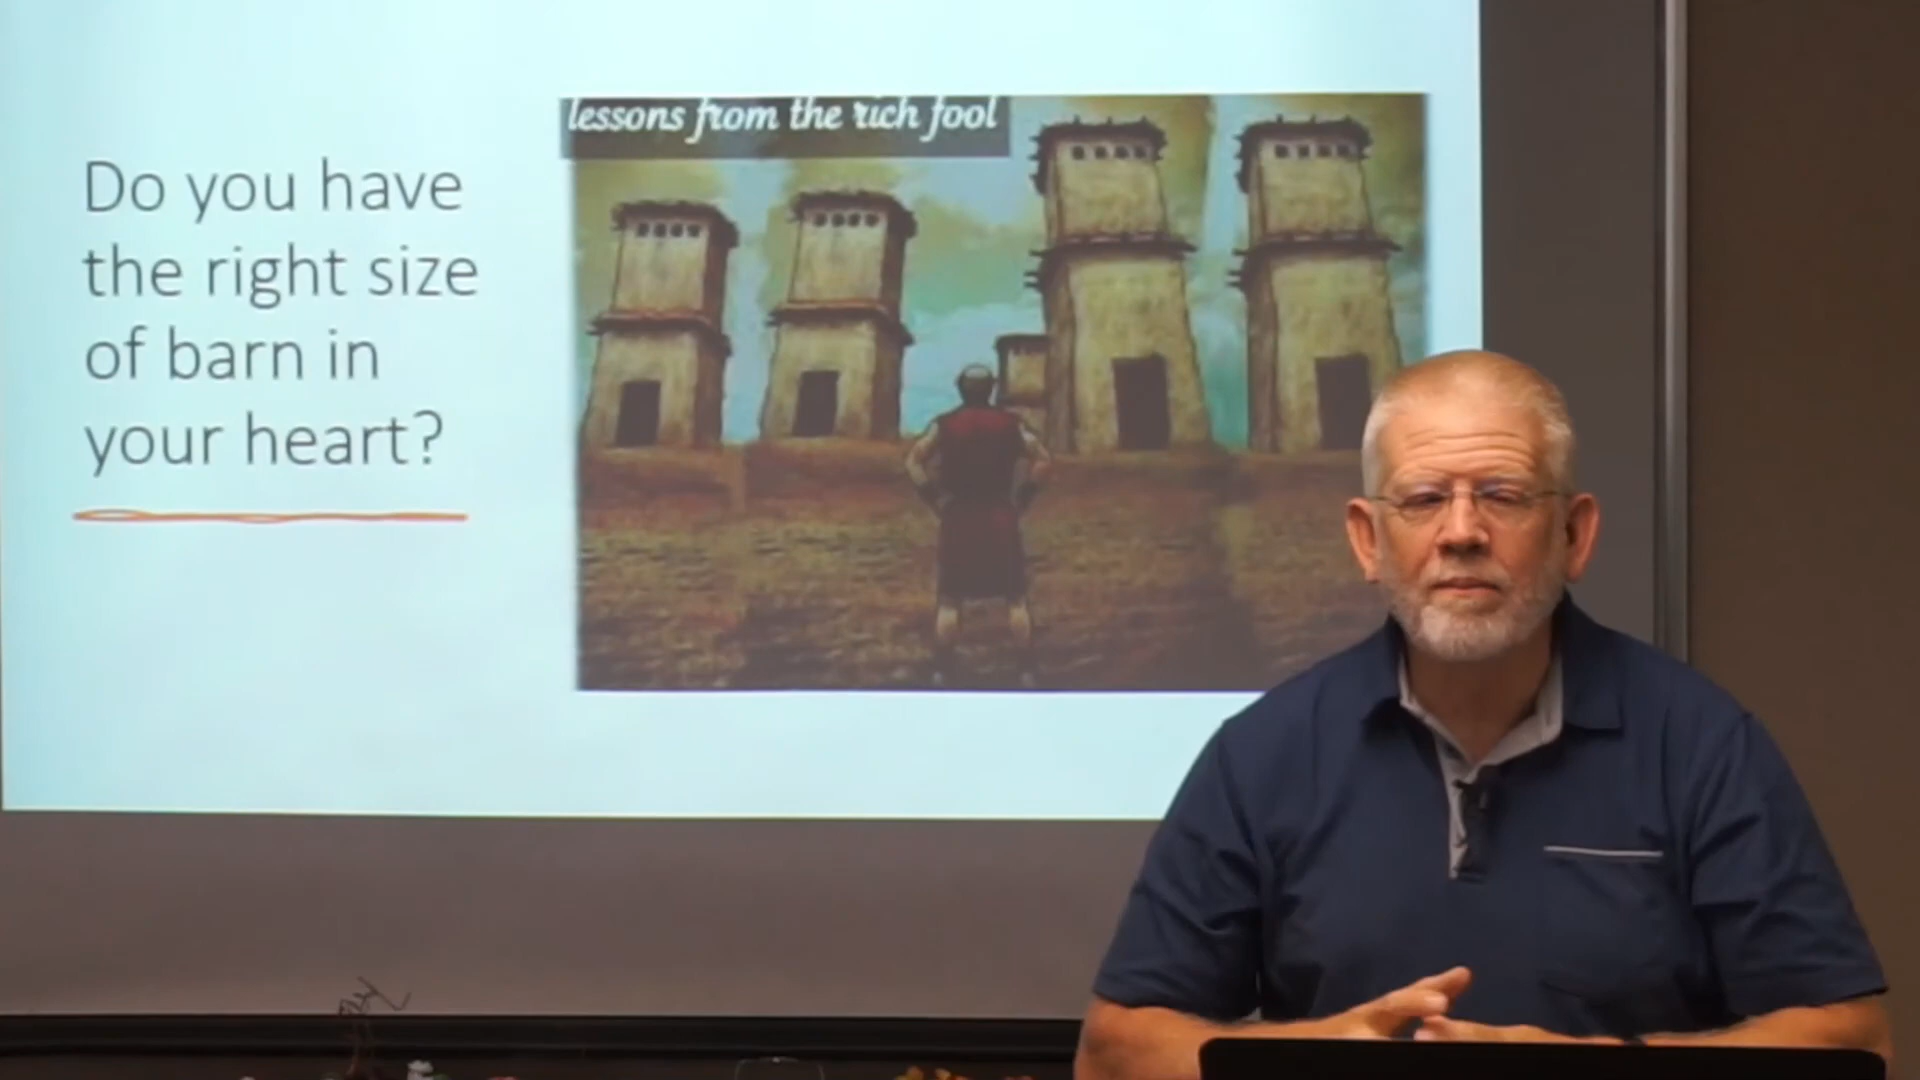 lessons from the rich fool
Do you have
the right size
of barn in
your heart?